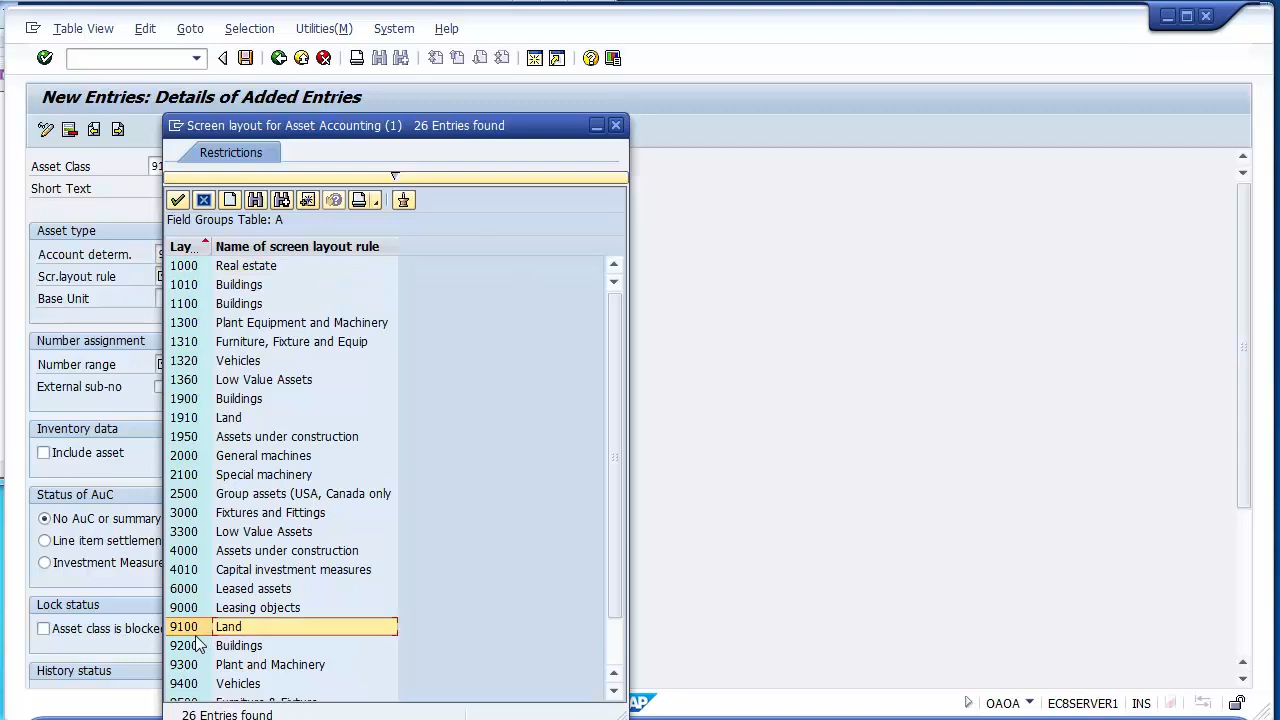 Table View Edit Goto Selection Utilities(M) System Help
New Entries: Details of Added Entries
Screen layout for Asset Accounting (1) 26 Entries found
Restrictions
Asset Class 91
Short Text
Field Groups Table: A
Asset type
Lay... Name of screen layout rule
Account determ. 9
Scr.layout rule
Base Unit
Number assignment
Number range
External sub-no
Inventory data
Include asset
Status of AuC
No AuC or summary
Line item settlemen
Investment Measure
Lock status
Asset class is blocked
History status
1000 Real estate
1010 Buildings
1100 Buildings
1300 Plant Equipment and Machinery
1310 Furniture, Fixture and Equip
1320 Vehicles
1360 Low Value Assets
1900 Buildings
1910 Land
1950 Assets under construction
2000 General machines
2100 Special machinery
2500 Group assets (USA, Canada only
3000 Fixtures and Fittings
3300 Low Value Assets
4000 Assets under construction
4010 Capital investment measures
6000 Leased assets
9000 Leasing objects
9100 Land
9200 Buildings
9300 Plant and Machinery
9400 Vehicles
26 Entries found
SAP
OAOA EC8SERVER1 INS